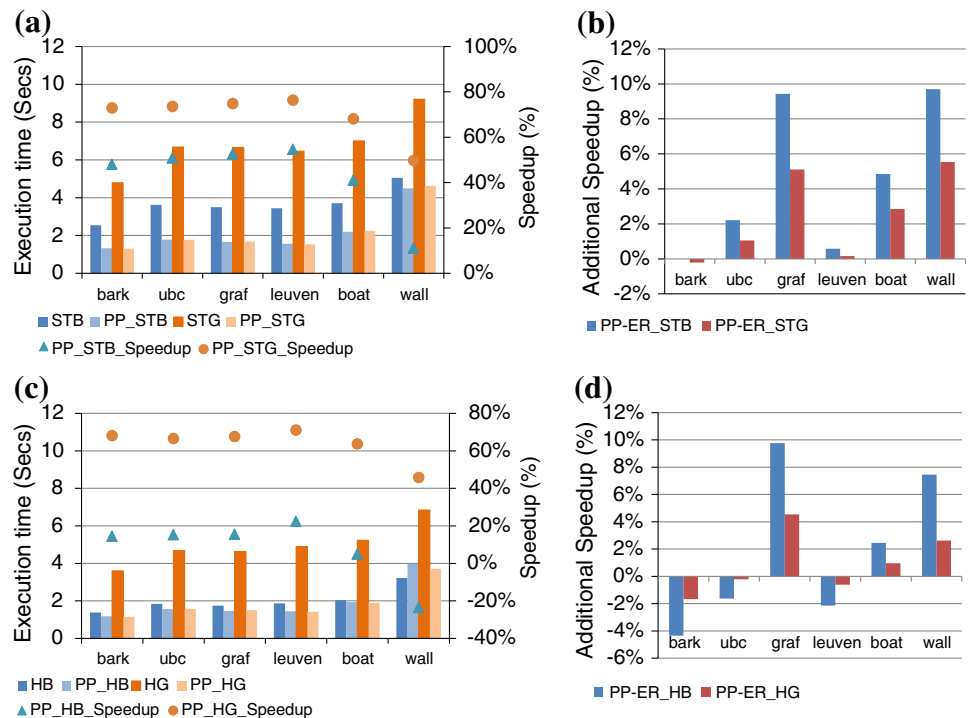 (a)
Execution time (Secs)
12
10
8
6
4
2
0
100%
80%
60%
40%
20%
0%
Speedup (%)
bark ubc graf leuven boat wall
STB PP_STB STG PP_STG
PP_STB_Speedup PP_STG_Speedup
(b)
Additional Speedup (%)
12%
10%
8%
6%
4%
2%
0%
-2%
bark ubc graf leuven boat wall
PP-ER_STB PP-ER_STG
(c)
Execution time (Secs)
12
10
8
6
4
2
0
80%
60%
40%
20%
0%
-20%
-40%
Speedup (%)
bark ubc graf leuven boat wall
HB PP_HB HG PP_HG
PP_HB_Speedup PP_HG_Speedup
(d)
Additional Speedup (%)
12%
10%
8%
6%
4%
2%
0%
-2%
-4%
-6%
bark ubc graf leuven boat wall
PP-ER_HB PP-ER_HG